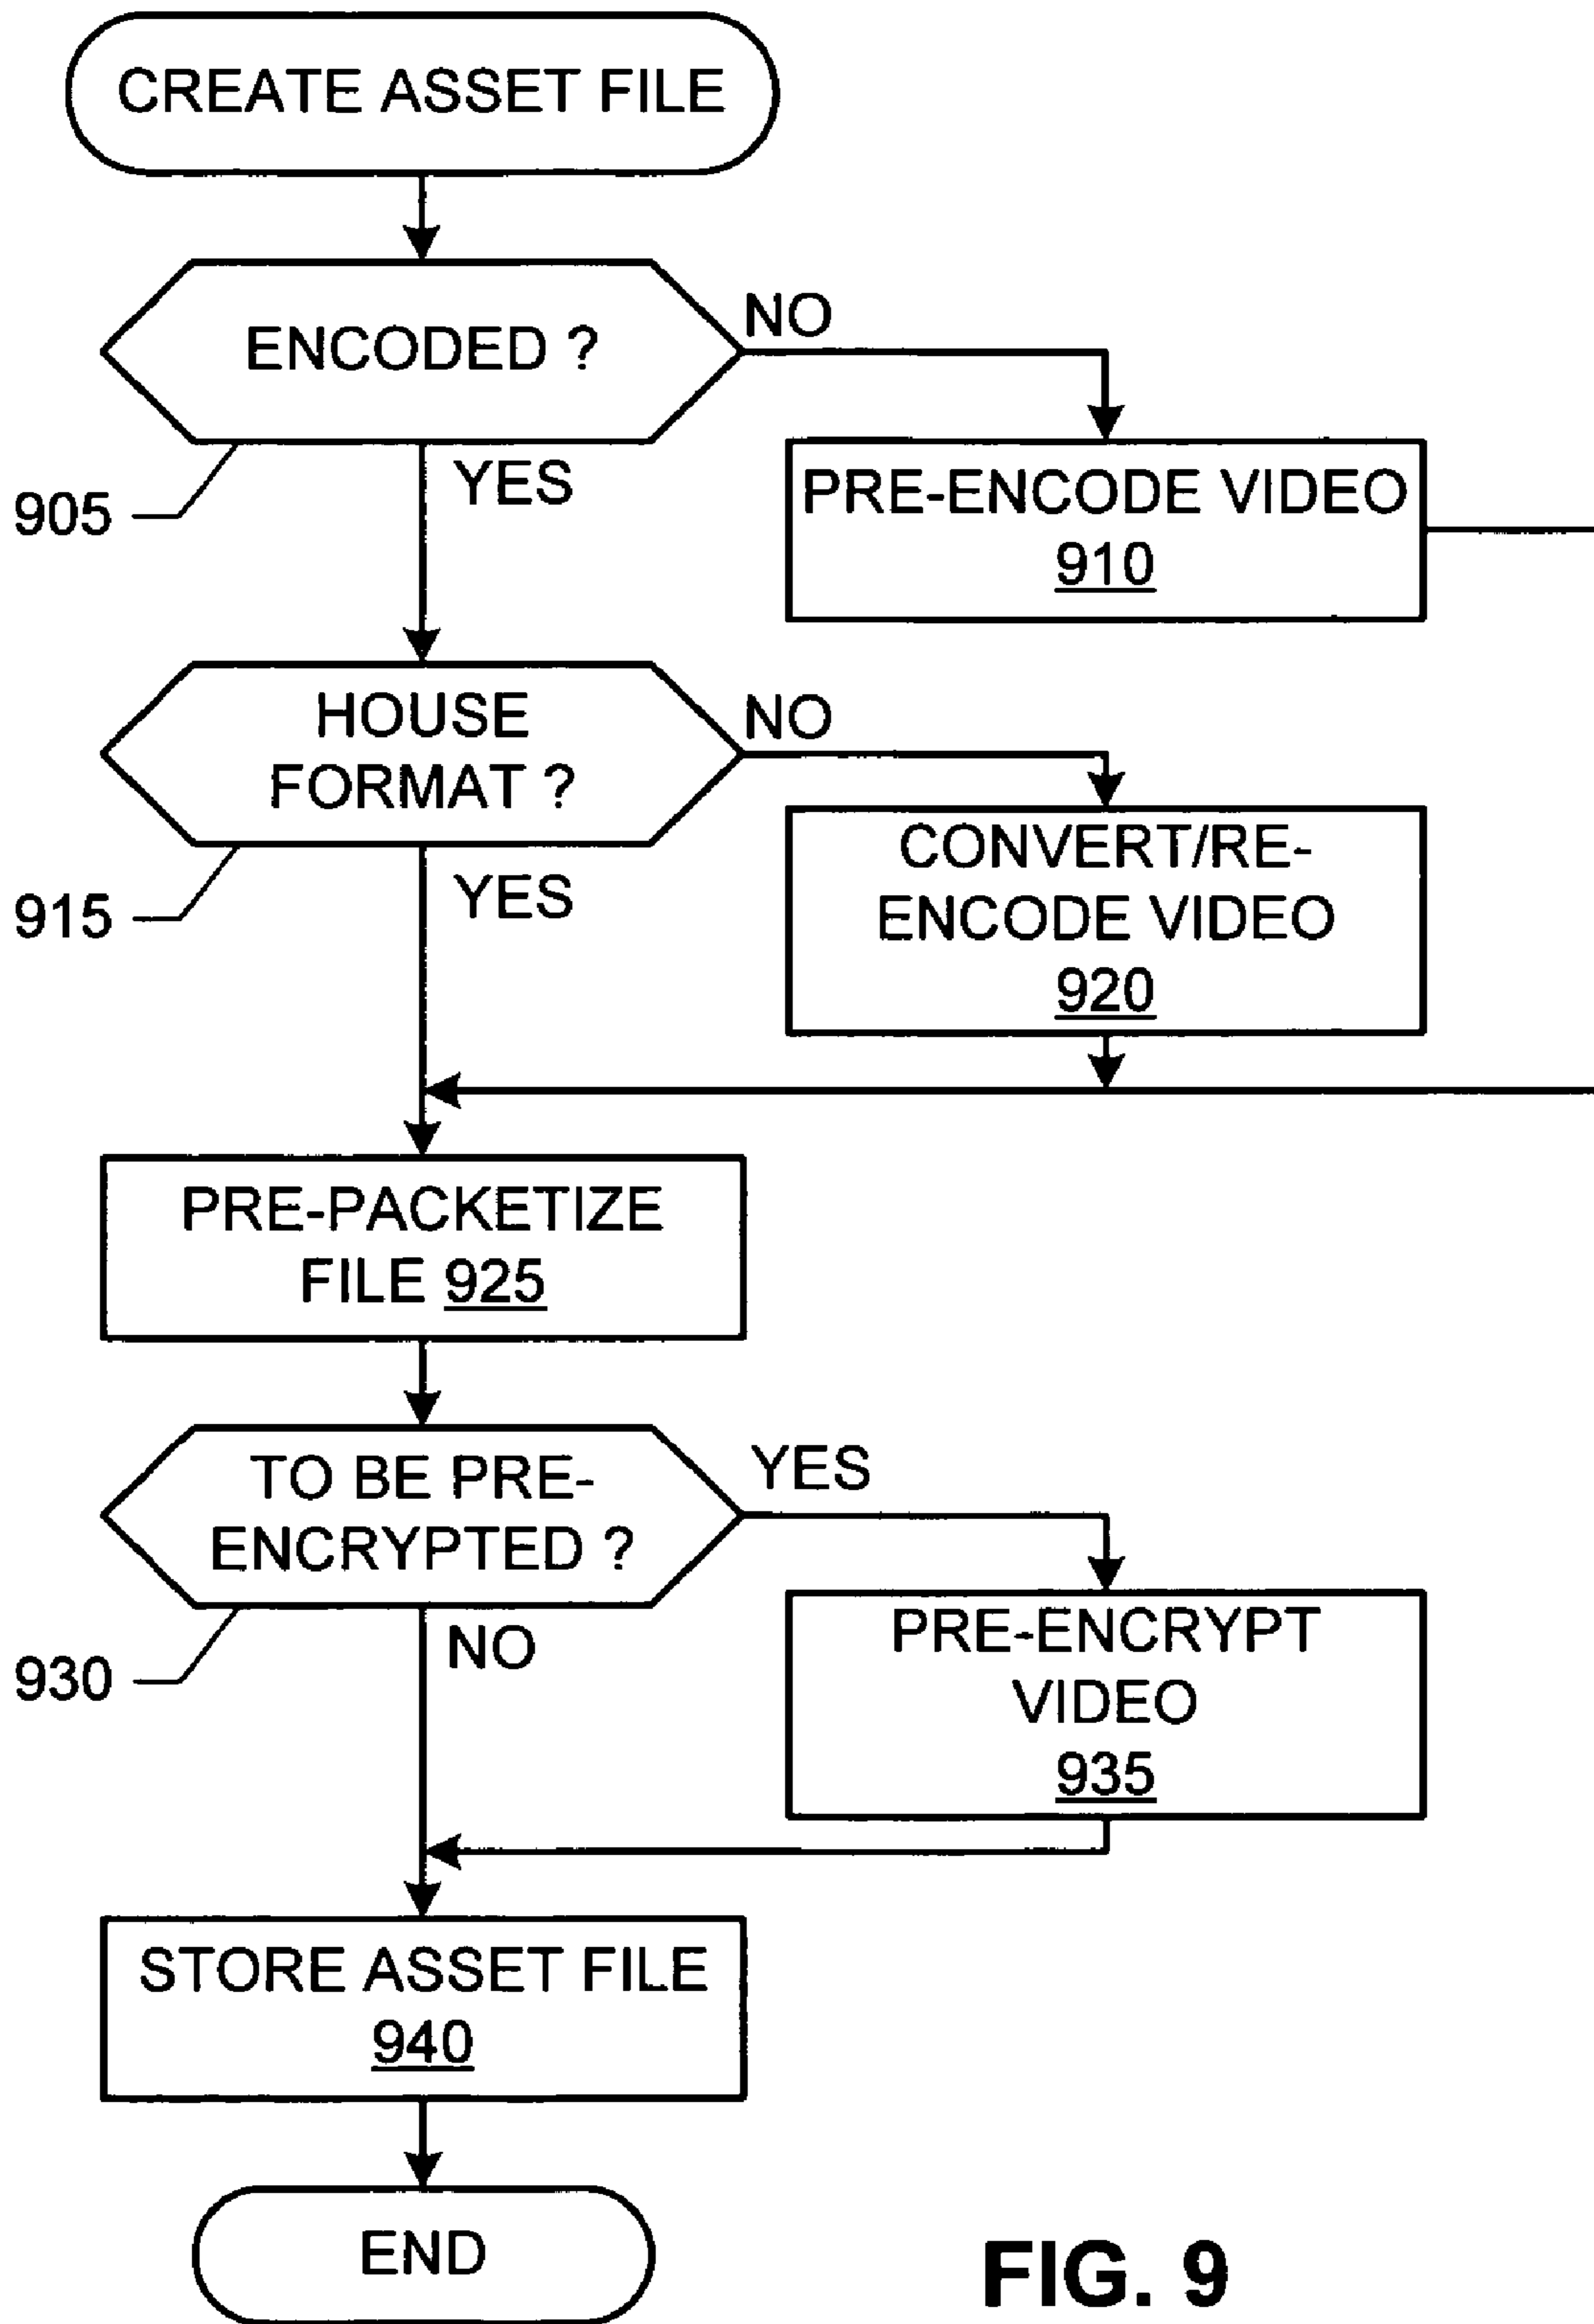 CREATE ASSET FILE
ENCODED ?
NO
905
YES
PRE-ENCODE VIDEO
910
HOUSE
FORMAT ?
NO
915
YES
CONVERT/RE-
ENCODE VIDEO
920
PRE-PACKETIZE
FILE 925
TO BE PRE-
ENCRYPTED ?
YES
930
NO
PRE-ENCRYPT
VIDEO
935
STORE ASSET FILE
940
END
FIG. 9